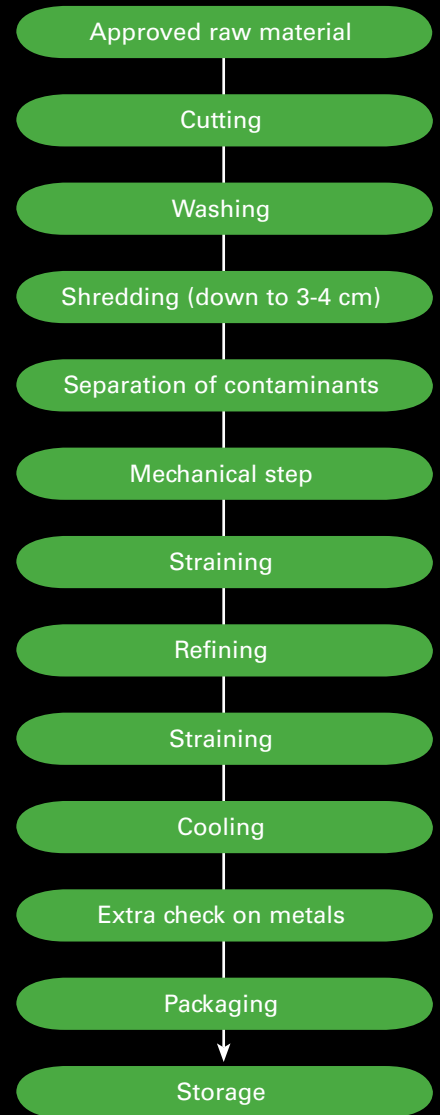 Approved raw material
Cutting
Washing
Shredding (down to 3-4 cm)
Separation of contaminants
Mechanical step
Straining
Refining
Straining
Cooling
Extra check on metals
Packaging
Storage